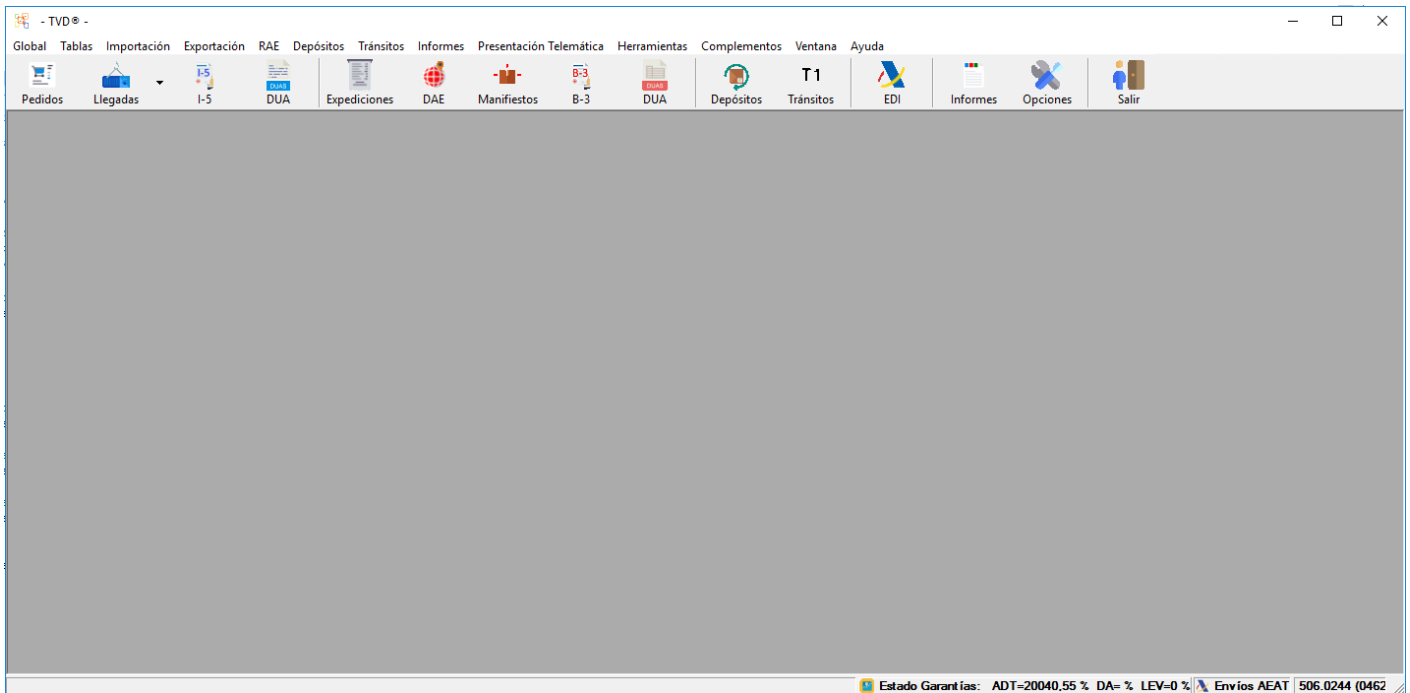 - TVD® -
Global Tablas Importación Exportación RAE Depósitos Tránsitos Informes Presentación Telemática Herramientas Complementos Ventana Ayuda
I-5 DUAS B-3 DUAS T1
Pedidos Llegadas I-5 DUA Expediciones DAE Manifiestos B-3 DUA Depósitos Tránsitos EDI Informes Opciones Salir
Estado Garantías: ADT=20040,55 % DA= % LEV=0 % Envíos AEAT 506.0244 (0462